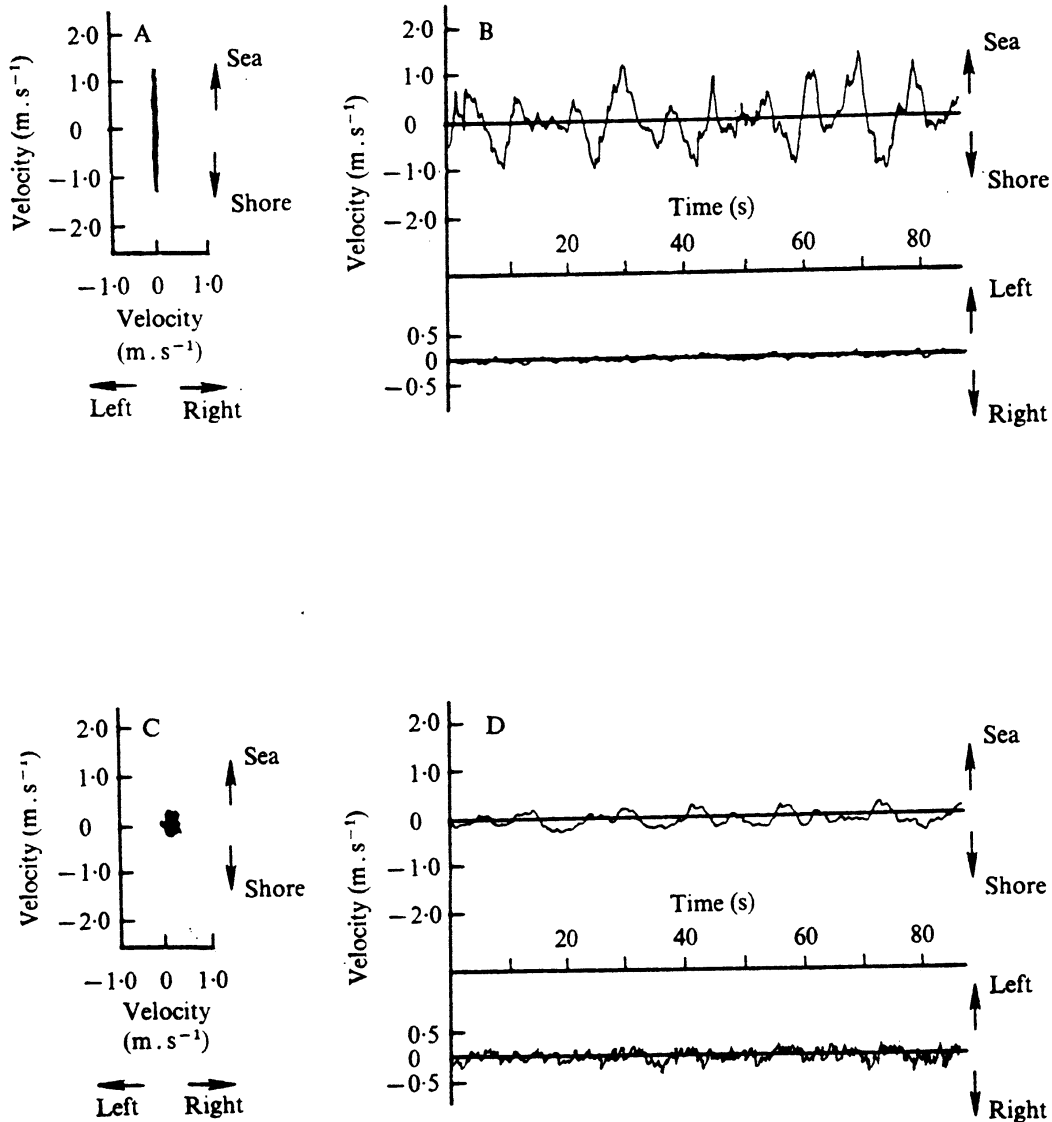 A
2·0
1·0
0
−1·0
−2·0
Velocity (m . s⁻¹)
Sea
Shore
−1·0 0 1·0
Velocity
(m . s⁻¹)
Left Right
B
2·0
1·0
0
−1·0
−2·0
Velocity (m . s⁻¹)
Sea
Shore
Time (s)
20 40 60 80
0·5
0
−0·5
Left
Right
C
2·0
1·0
0
−1·0
−2·0
Velocity (m . s⁻¹)
Sea
Shore
−1·0 0 1·0
Velocity
(m . s⁻¹)
Left Right
D
2·0
1·0
0
−1·0
−2·0
Velocity (m . s⁻¹)
Sea
Shore
Time (s)
20 40 60 80
0·5
0
−0·5
Left
Right